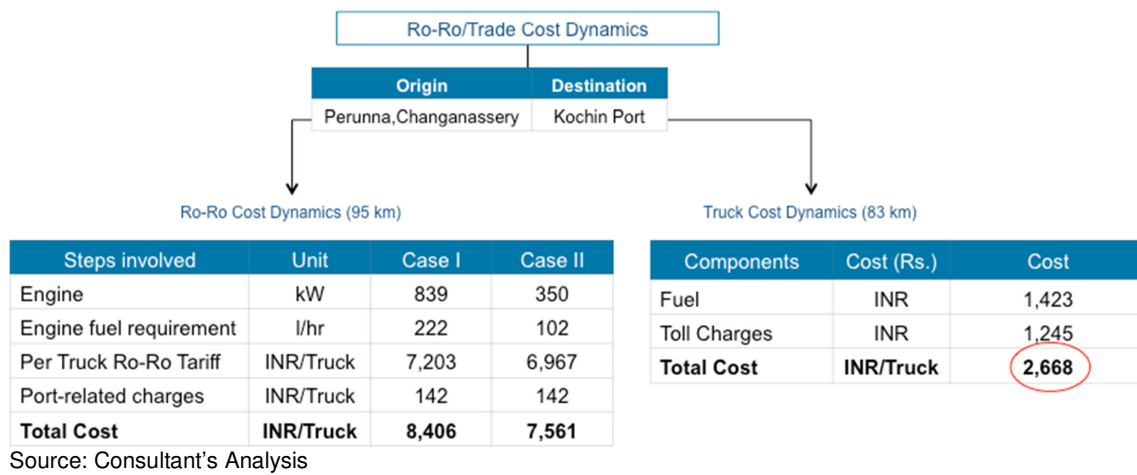 Ro-Ro/Trade Cost Dynamics
Origin Destination
Perunna,Changanassery Kochin Port
Ro-Ro Cost Dynamics (95 km)
Truck Cost Dynamics (83 km)
Steps involved Unit Case I Case II
Engine kW 839 350
Engine fuel requirement l/hr 222 102
Per Truck Ro-Ro Tariff INR/Truck 7,203 6,967
Port-related charges INR/Truck 142 142
Total Cost INR/Truck 8,406 7,561
Components Cost (Rs.) Cost
Fuel INR 1,423
Toll Charges INR 1,245
Total Cost INR/Truck 2,668
Source: Consultant's Analysis